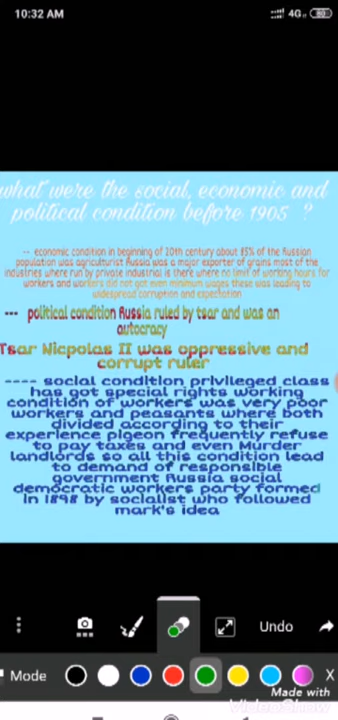 10:32 AM
4G
80
what were the social, economic and
political condition before 1905 ?
-- economic condition in beginning of 20th century about 85% of the Russian
population was agriculturist Russia was a major exporter of grains most of the
industries where run by private industrial is there where no limit of working hours for
workers and workers did not got even minimum wages these was leading to
widespread corruption and expectation
--- political condition Russia ruled by tsar and was an
autocracy
Tsar Nicpolas II was oppressive and
corrupt ruler
---- social condition privileged class
has got special rights working
condition of workers was very poor
workers and peasants where both
divided according to their
experience pigeon frequently refuse
to pay taxes and even Murder
landlords so all this condition lead
to demand of responsible
government Russia social
democratic workers party formed
in 1898 by socialist who followed
mark's idea
Undo
Mode
X
Made with
VideoShow